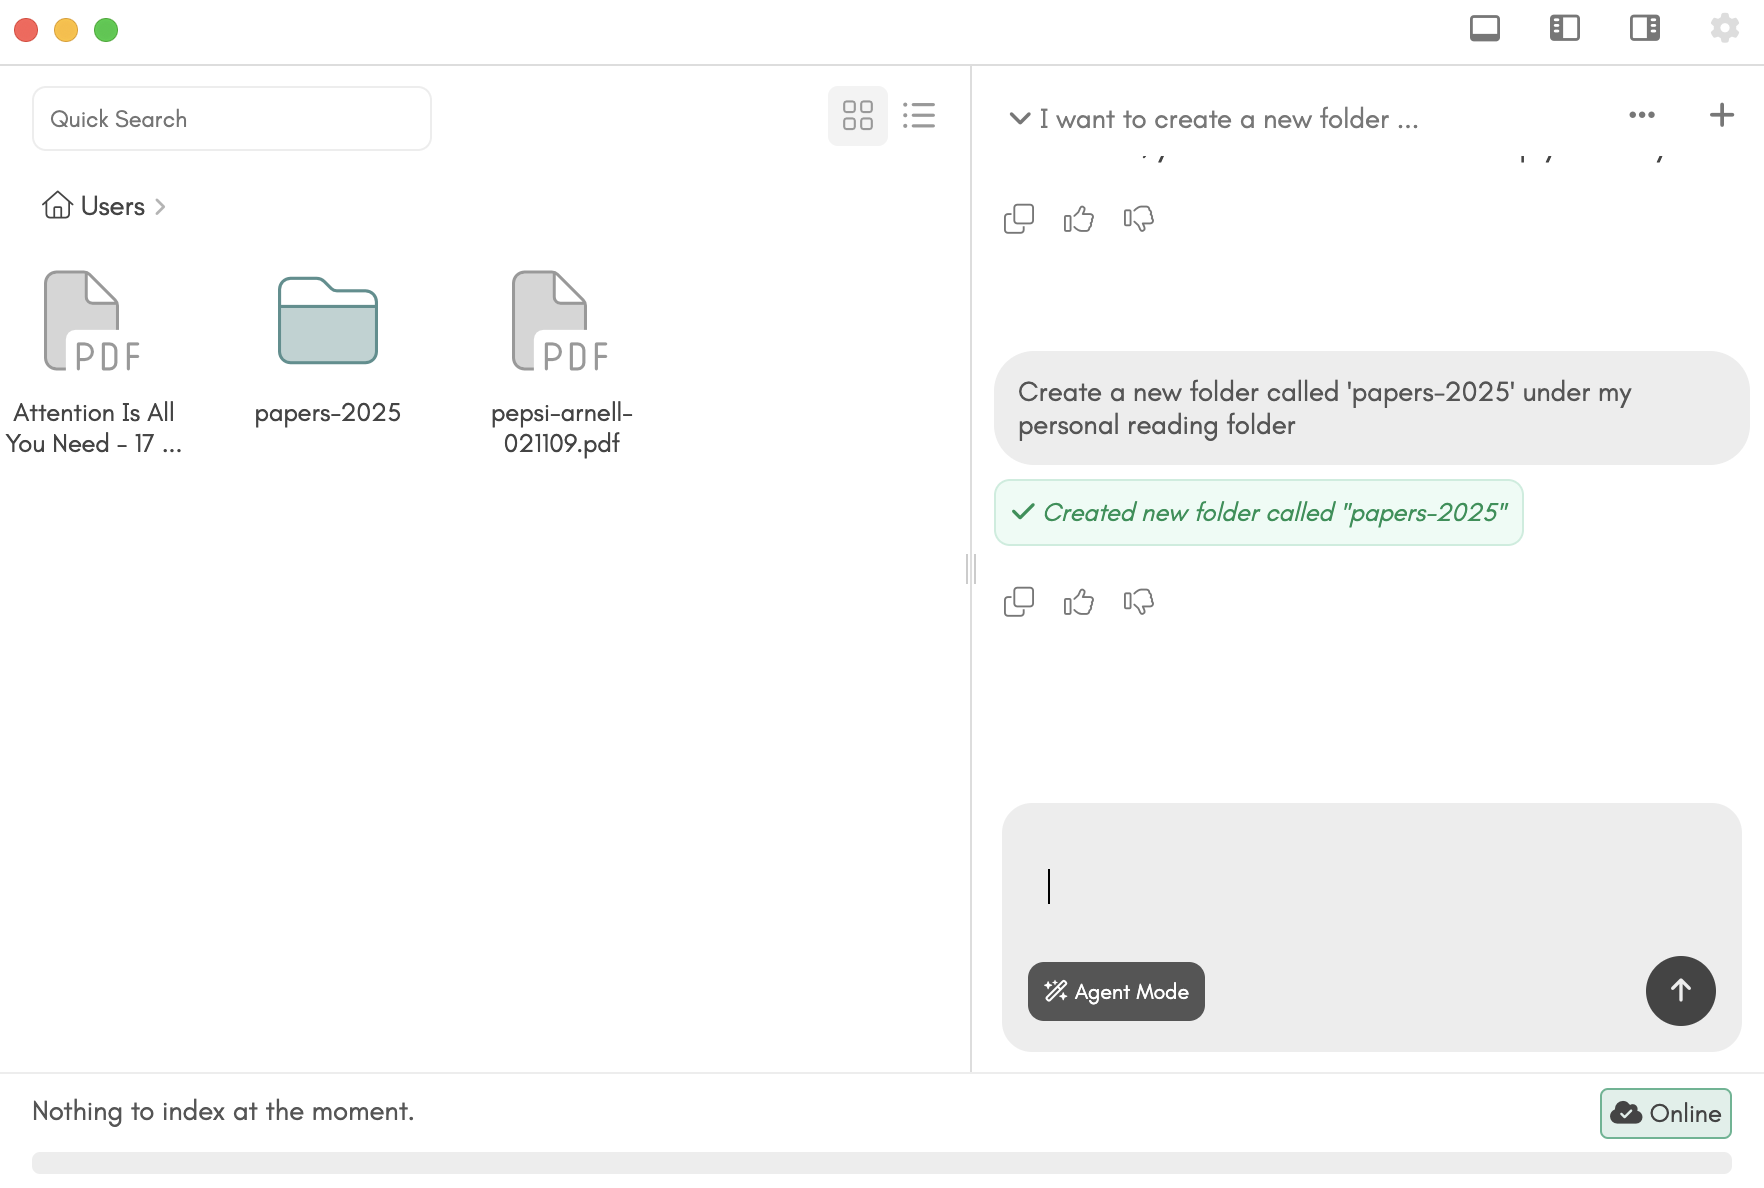 Quick Search
Users
PDF
PDF
Attention Is All
You Need - 17 ...
papers-2025
pepsi-arnell-
021109.pdf
I want to create a new folder ...
Create a new folder called 'papers-2025' under my
personal reading folder
Created new folder called "papers-2025"
Agent Mode
Nothing to index at the moment.
Online